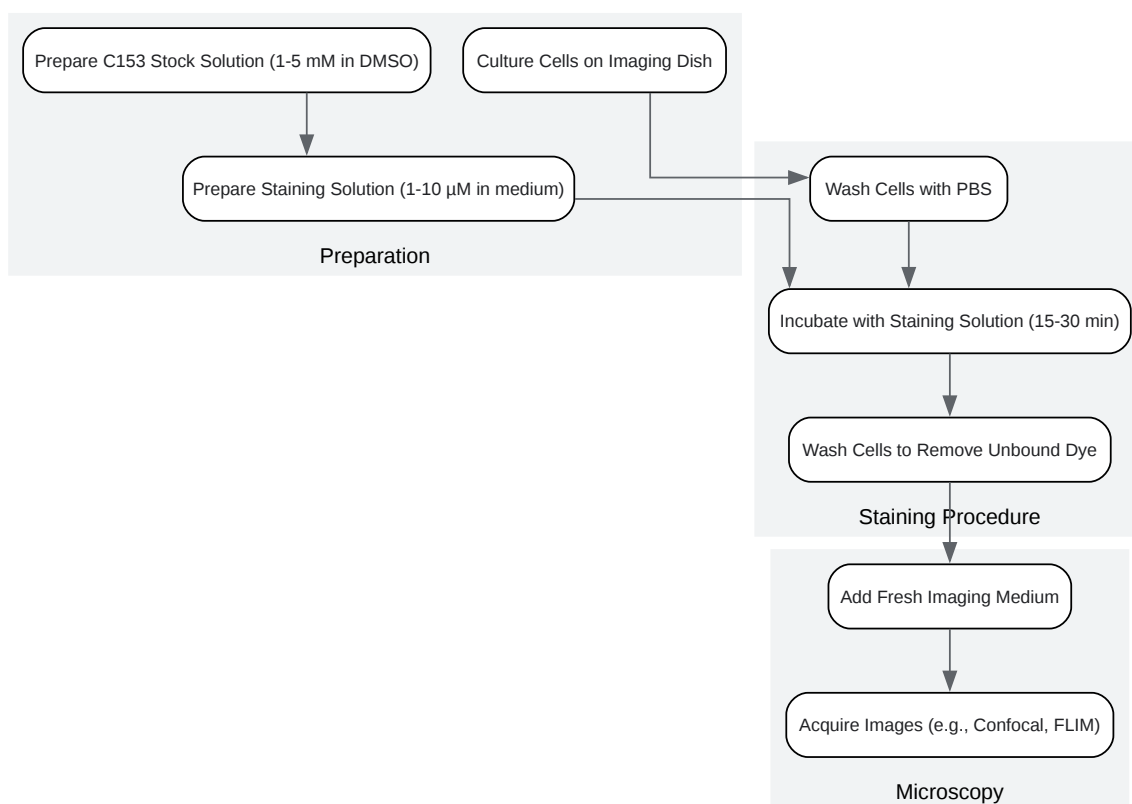 Prepare C153 Stock Solution (1-5 mM in DMSO)
Culture Cells on Imaging Dish
Prepare Staining Solution (1-10 µM in medium)
Preparation
Wash Cells with PBS
Incubate with Staining Solution (15-30 min)
Wash Cells to Remove Unbound Dye
Staining Procedure
Add Fresh Imaging Medium
Acquire Images (e.g., Confocal, FLIM)
Microscopy